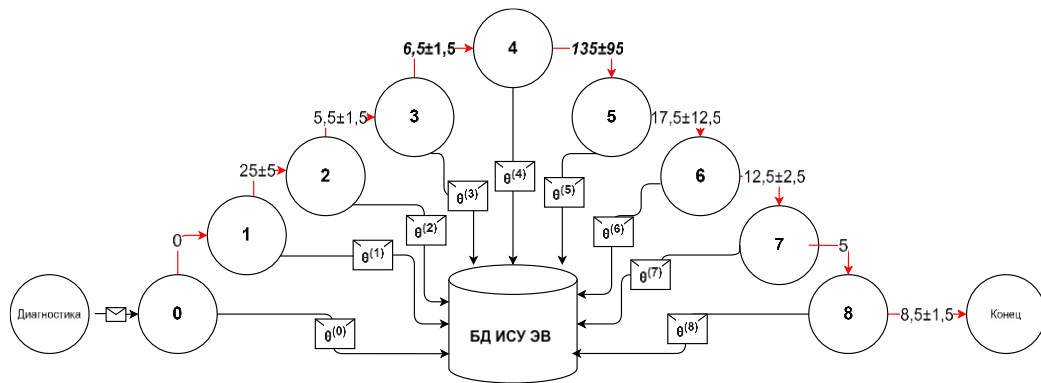 6,5±1,5
4
135±95
5,5±1,5
3
5
17,5±12,5
25±5
2
θ(3)
θ(4)
θ(5)
6
12,5±2,5
0
1
θ(2)
θ(6)
7
5
θ(1)
θ(7)
Диагностика
0
θ(0)
БД ИСУ ЭВ
θ(8)
8
8,5±1,5
Конец